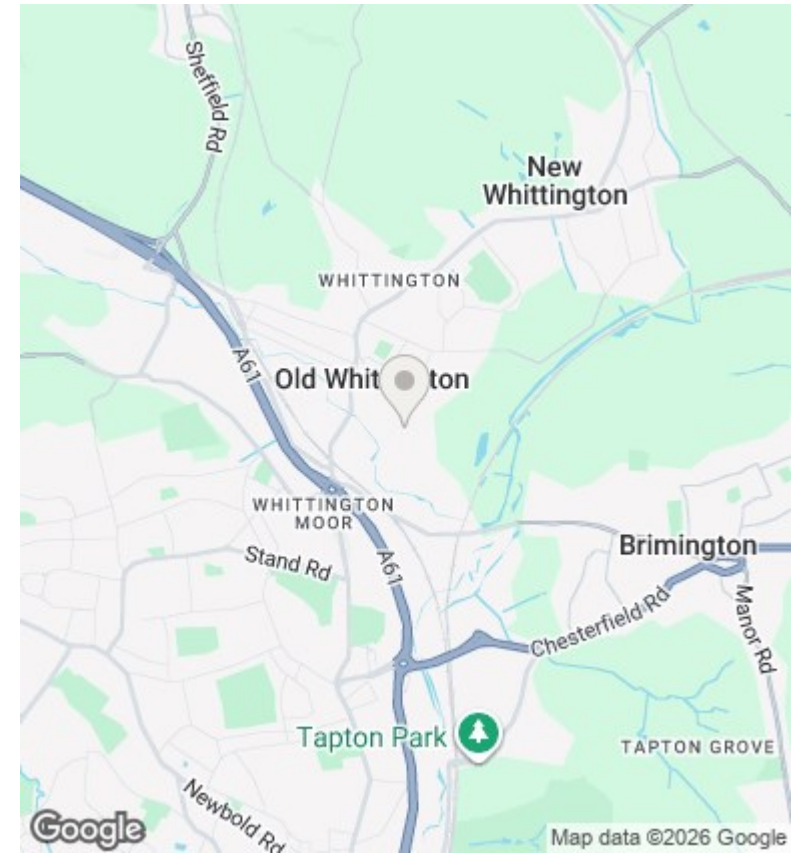 Sheffield Rd
New
Whittington
WHITTINGTON
A61
Old Whit ton
WHITTINGTON
MOOR
Stand Rd
A61
Brimington
Chesterfield Rd
Manor Rd
Tapton Park
TAPTON GROVE
Newbold Rd
Google
Map data ©2026 Google